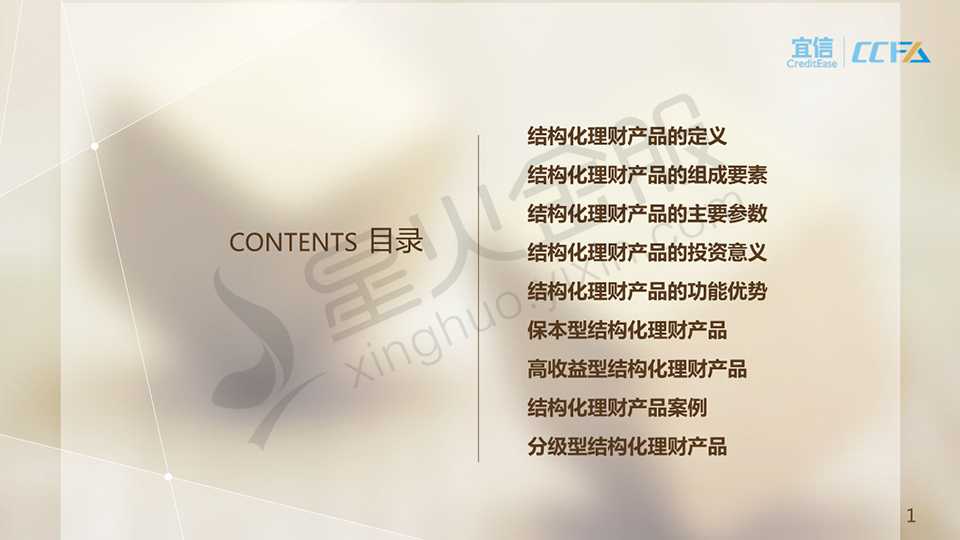 宜信
CreditEase
CCFA
CONTENTS 目录
结构化理财产品的定义
结构化理财产品的组成要素
结构化理财产品的主要参数
结构化理财产品的投资意义
结构化理财产品的功能优势
保本型结构化理财产品
高收益型结构化理财产品
结构化理财产品案例
分级型结构化理财产品
星火金服
xinghuo.yixin.com
1